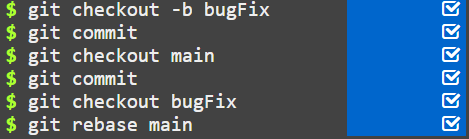 $ git checkout -b bugFix
$ git commit
$ git checkout main
$ git commit
$ git checkout bugFix
$ git rebase main